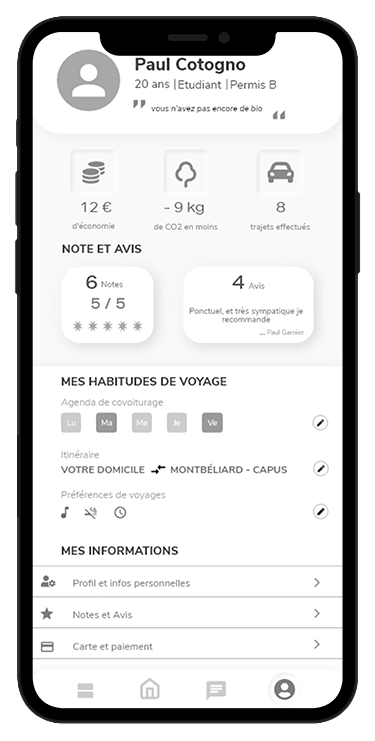 Paul Cotogno
20 ans |Etudiant |Permis B
" vous n'avez pas encore de bio "
12 € - 9 kg 8
d'économie de CO2 en moins trajets effectués
NOTE ET AVIS
6 Notes
5 / 5
4 Avis
Ponctuel, et très sympatique je
recommande
... Paul Garnier
MES HABITUDES DE VOYAGE
Agenda de covoiturage
Lu Ma Me Je Ve
Itinéraire
VOTRE DOMICILE MONTBÉLIARD - CAPUS
Préférences de voyages
MES INFORMATIONS
Profil et infos personnelles
Notes et Avis
Carte et paiement